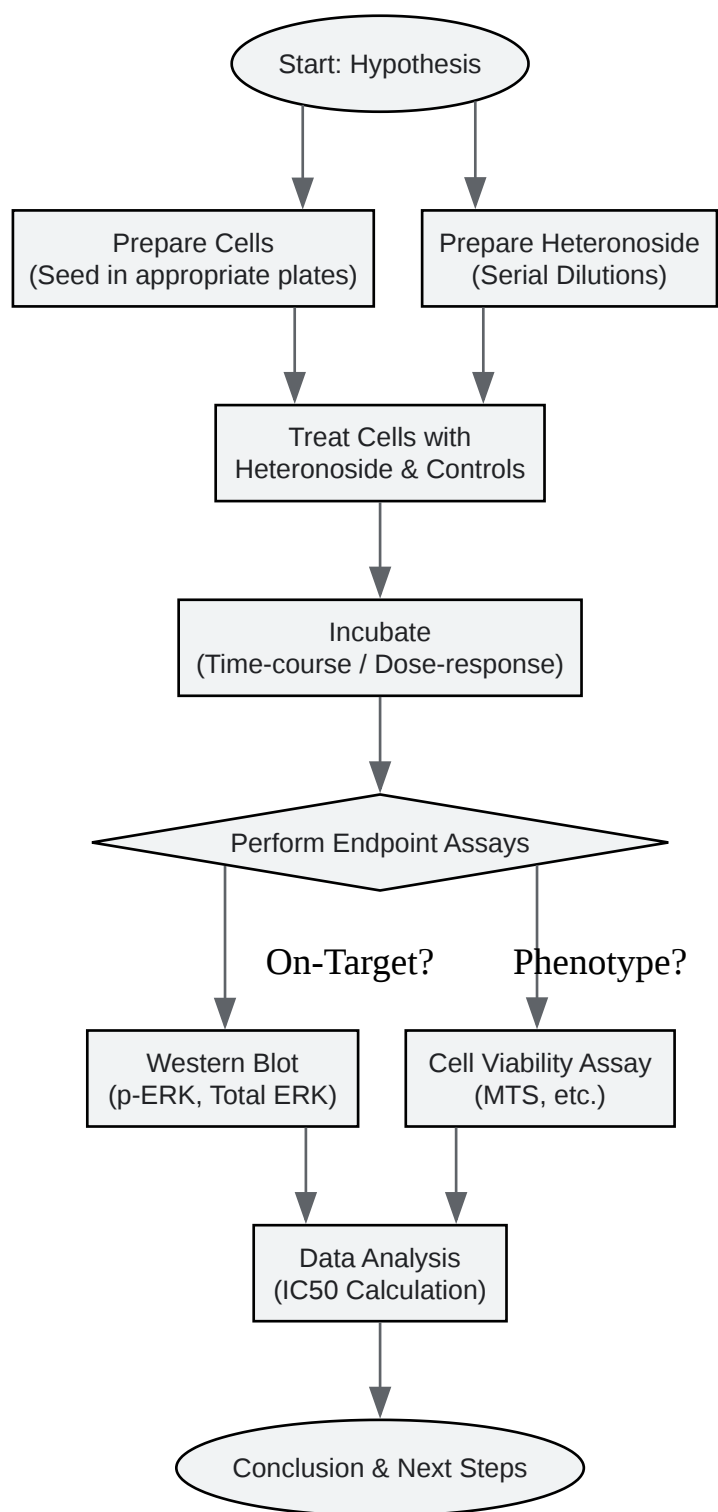 Start: Hypothesis
Prepare Cells
(Seed in appropriate plates)
Prepare Heteronoside
(Serial Dilutions)
Treat Cells with
Heteronoside & Controls
Incubate
(Time-course / Dose-response)
Perform Endpoint Assays
On-Target?
Phenotype?
Western Blot
(p-ERK, Total ERK)
Cell Viability Assay
(MTS, etc.)
Data Analysis
(IC50 Calculation)
Conclusion & Next Steps